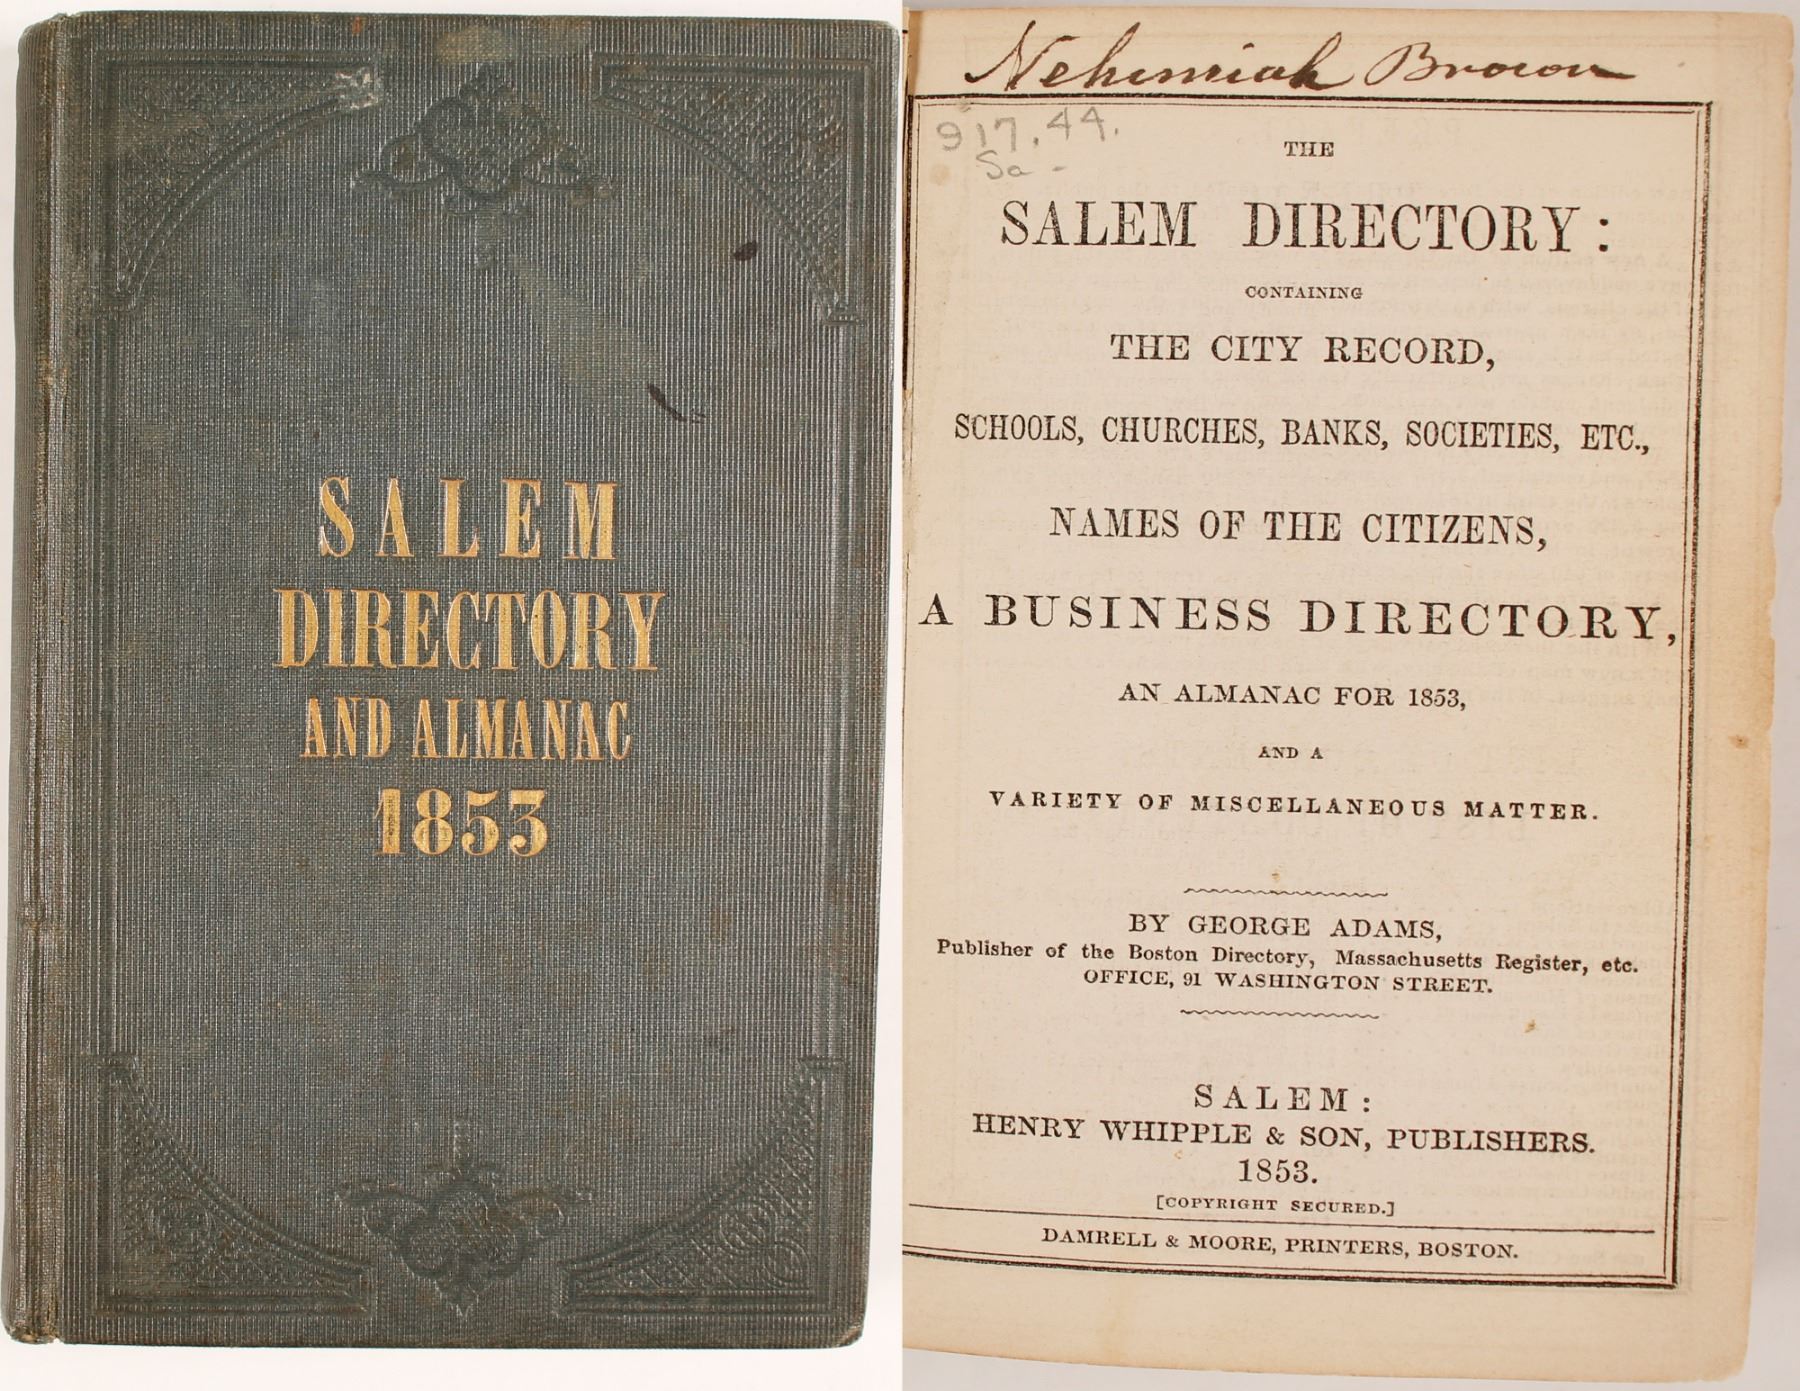 SALEM
DIRECTORY
AND ALMANAC
1853
Nehemiah Brown
917.44.
Sa -
THE
SALEM DIRECTORY:
CONTAINING
THE CITY RECORD,
SCHOOLS, CHURCHES, BANKS, SOCIETIES, ETC.,
NAMES OF THE CITIZENS,
A BUSINESS DIRECTORY,
AN ALMANAC FOR 1853,
AND A
VARIETY OF MISCELLANEOUS MATTER.
BY GEORGE ADAMS,
Publisher of the Boston Directory, Massachusetts Register, etc.
OFFICE, 91 WASHINGTON STREET.
SALEM:
HENRY WHIPPLE & SON, PUBLISHERS.
1853.
[COPYRIGHT SECURED.]
DAMRELL & MOORE, PRINTERS, BOSTON.